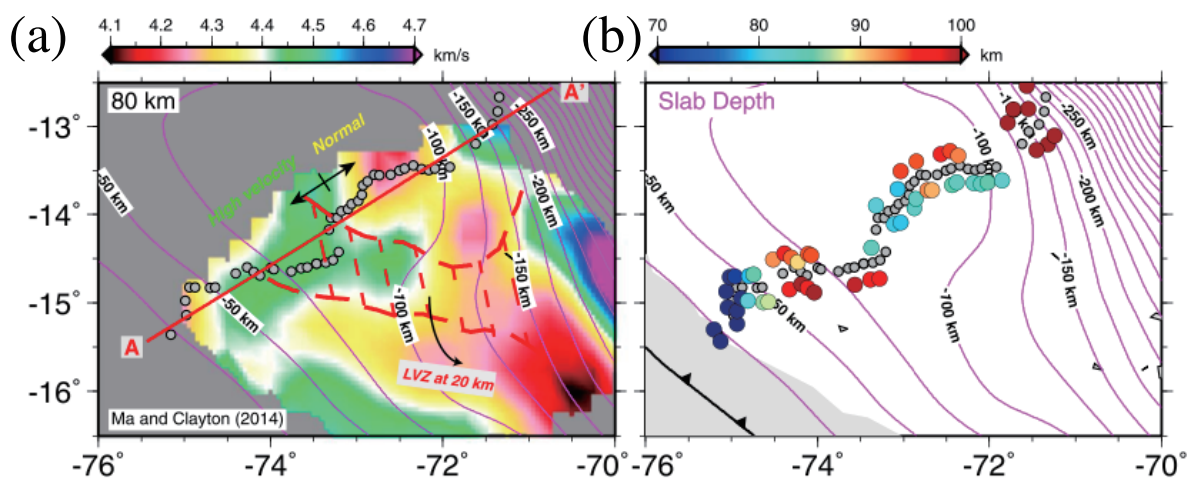 (a)
4.1 4.2 4.3 4.4 4.5 4.6 4.7
km/s
80 km
Normal
High velocity
A'
A
-50 km
-50 km
-100 km
-100 km
-150 km
-150 km
-200 km
-250 km
LVZ at 20 km
Ma and Clayton (2014)
-13°
-14°
-15°
-16°
-76° -74° -72° -70°
(b)
70 80 90 100
km
Slab Depth
-50 km
50 km
-100 km
-100 km
-150 km
-200 km
-250 km
-76° -74° -72° -70°